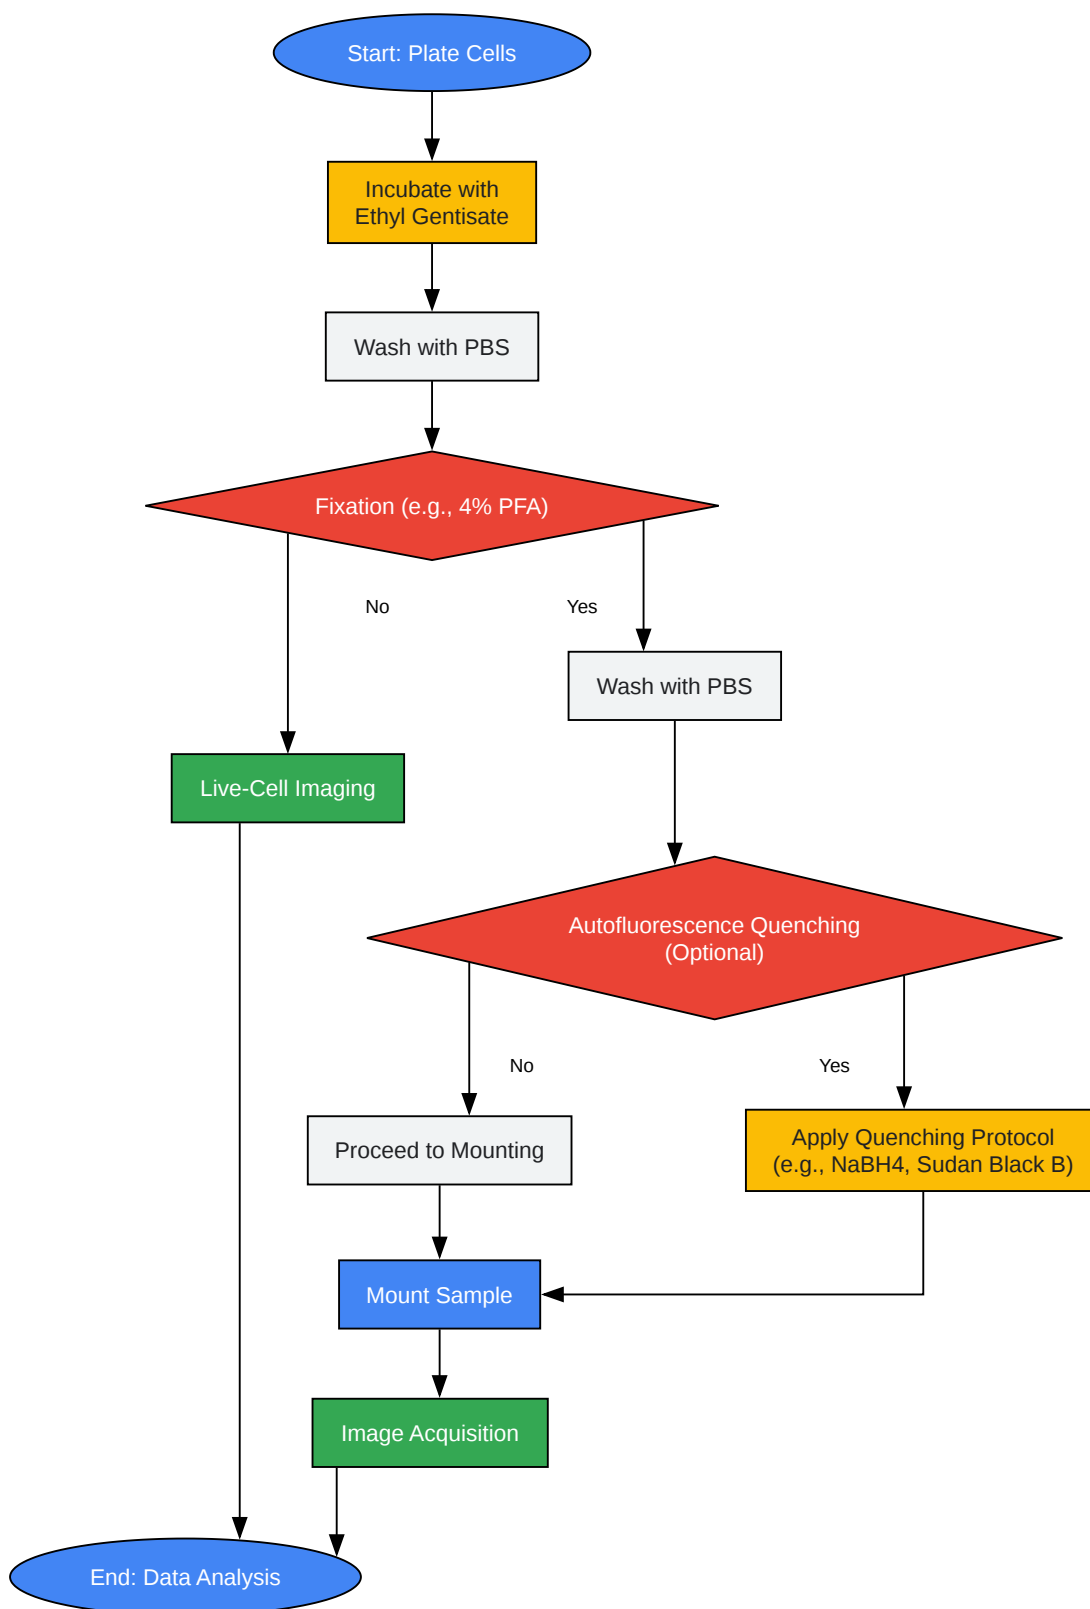 Start: Plate Cells
Incubate with
Ethyl Gentisate
Wash with PBS
Fixation (e.g., 4% PFA)
No
Yes
Wash with PBS
Live-Cell Imaging
Autofluorescence Quenching
(Optional)
No
Yes
Proceed to Mounting
Apply Quenching Protocol
(e.g., NaBH4, Sudan Black B)
Mount Sample
Image Acquisition
End: Data Analysis